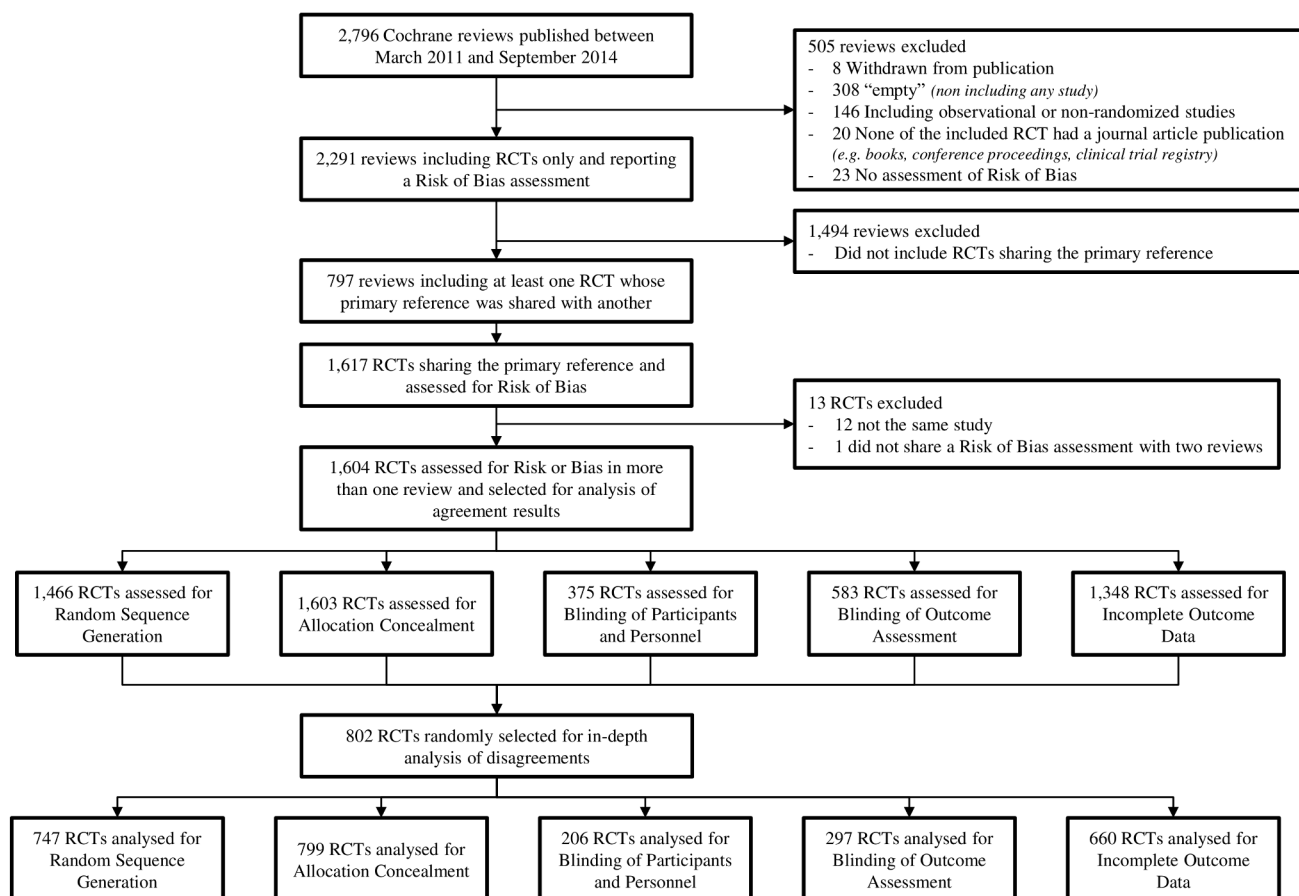 2,796 Cochrane reviews published between
March 2011 and September 2014
505 reviews excluded
- 8 Withdrawn from publication
- 308 “empty” (non including any study)
- 146 Including observational or non-randomized studies
- 20 None of the included RCT had a journal article publication
(e.g. books, conference proceedings, clinical trial registry)
- 23 No assessment of Risk of Bias
2,291 reviews including RCTs only and reporting
a Risk of Bias assessment
1,494 reviews excluded
- Did not include RCTs sharing the primary reference
797 reviews including at least one RCT whose
primary reference was shared with another
1,617 RCTs sharing the primary reference and
assessed for Risk of Bias
13 RCTs excluded
- 12 not the same study
- 1 did not share a Risk of Bias assessment with two reviews
1,604 RCTs assessed for Risk or Bias in more
than one review and selected for analysis of
agreement results
1,466 RCTs assessed for
Random Sequence
Generation
1,603 RCTs assessed for
Allocation Concealment
375 RCTs assessed for
Blinding of Participants
and Personnel
583 RCTs assessed for
Blinding of Outcome
Assessment
1,348 RCTs assessed for
Incomplete Outcome
Data
802 RCTs randomly selected for in-depth
analysis of disagreements
747 RCTs analysed for
Random Sequence
Generation
799 RCTs analysed for
Allocation Concealment
206 RCTs analysed for
Blinding of Participants
and Personnel
297 RCTs analysed for
Blinding of Outcome
Assessment
660 RCTs analysed for
Incomplete Outcome
Data